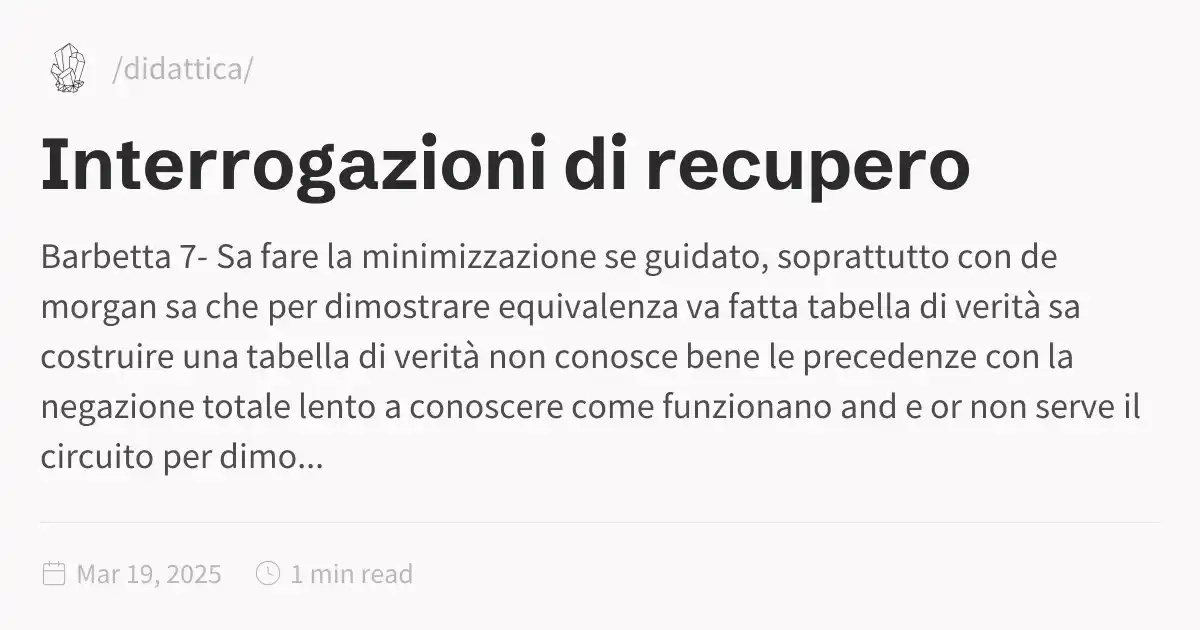 /didattica/
Interrogazioni di recupero
Barbetta 7- Sa fare la minimizzazione se guidato, soprattutto con de
morgan sa che per dimostrare equivalenza va fatta tabella di verità sa
costruire una tabella di verità non conosce bene le precedenze con la
negazione totale lento a conoscere come funzionano and e or non serve il
circuito per dimo...
Mar 19, 2025 1 min read